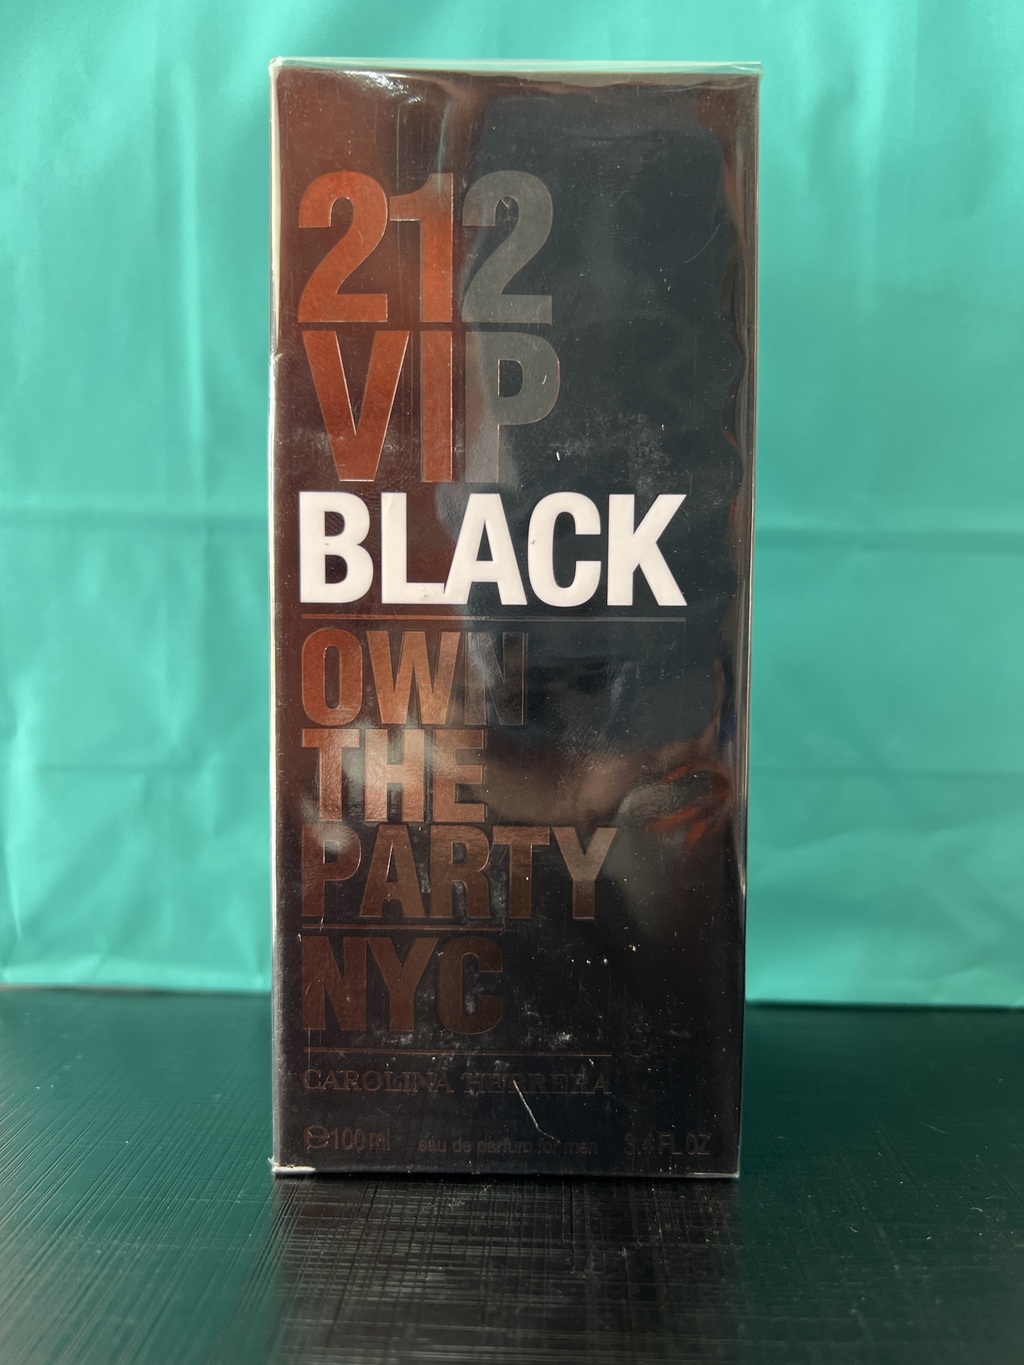 212
VIP
BLACK
OWN
THE
PARTY
NYC
CAROLINA HERRERA
℮100 ml eau de parfum for men 3.4 FL OZ